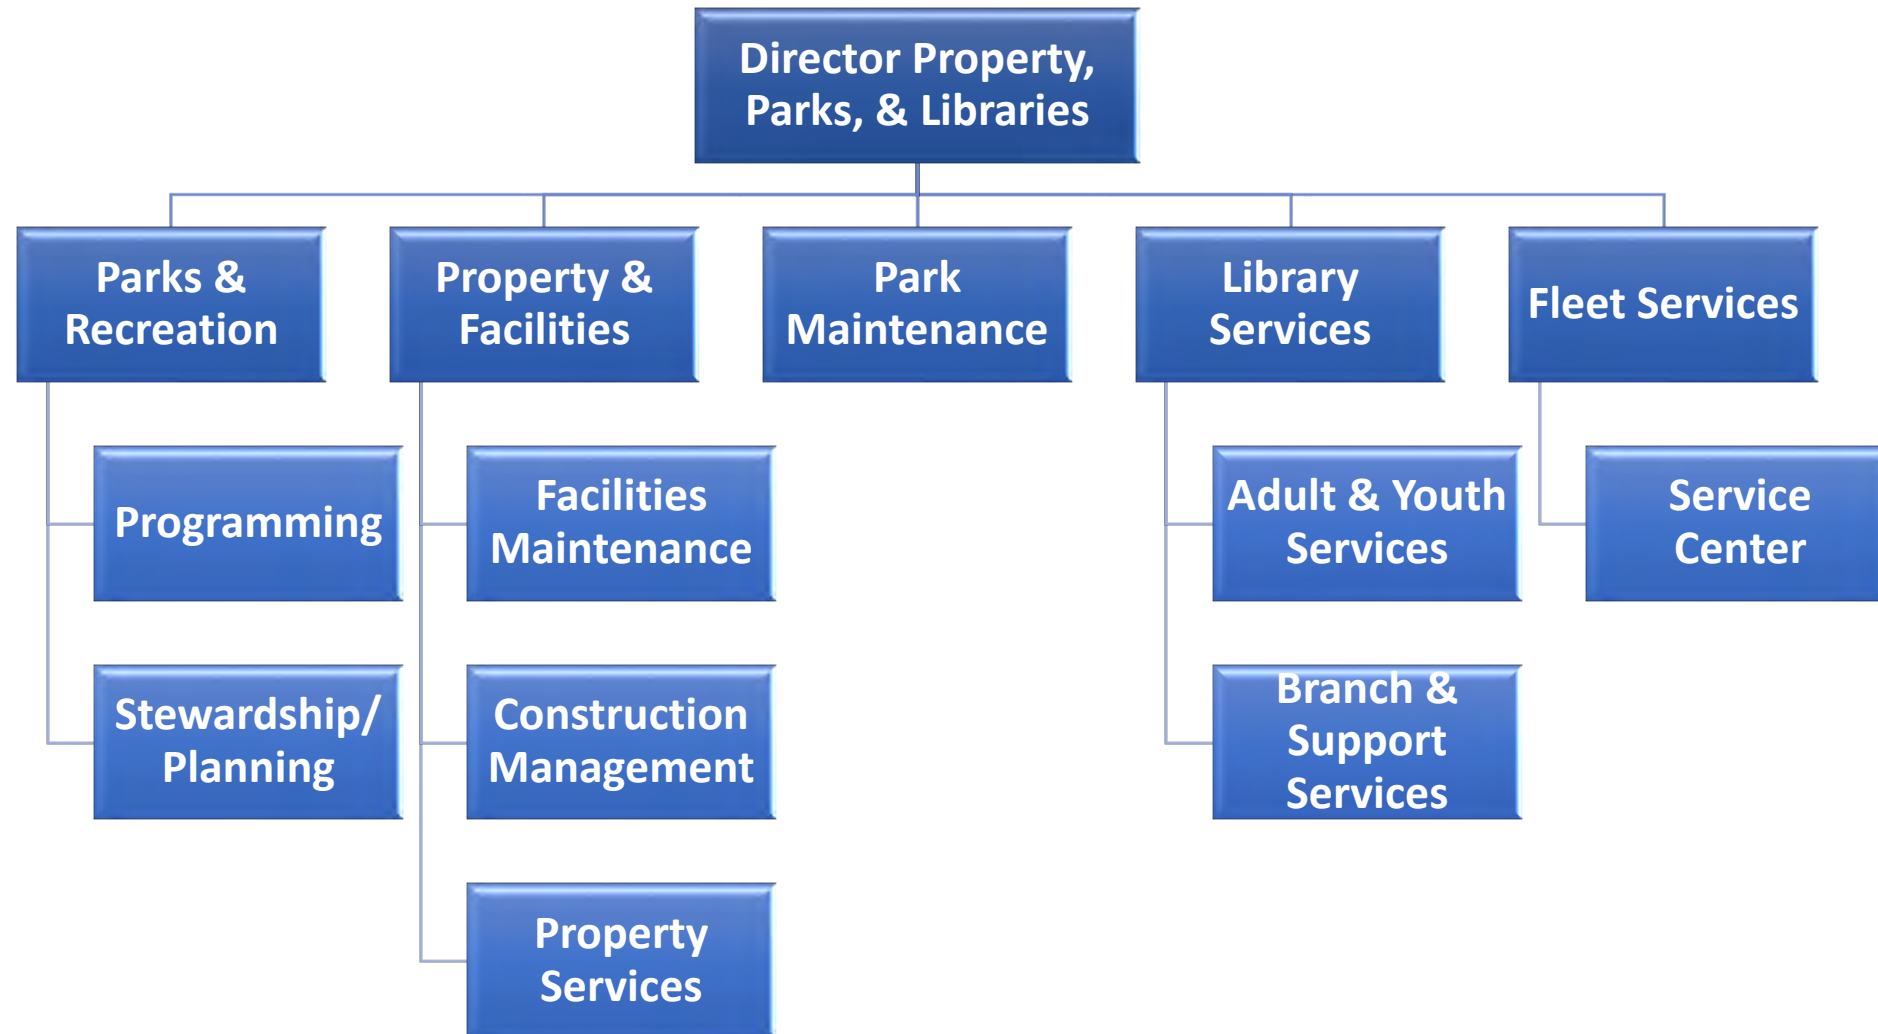 Director Property,
Parks, & Libraries
Parks &
Recreation
Property &
Facilities
Park
Maintenance
Library
Services
Fleet Services
Programming
Facilities
Maintenance
Adult & Youth
Services
Service
Center
Stewardship/
Planning
Construction
Management
Branch &
Support
Services
Property
Services